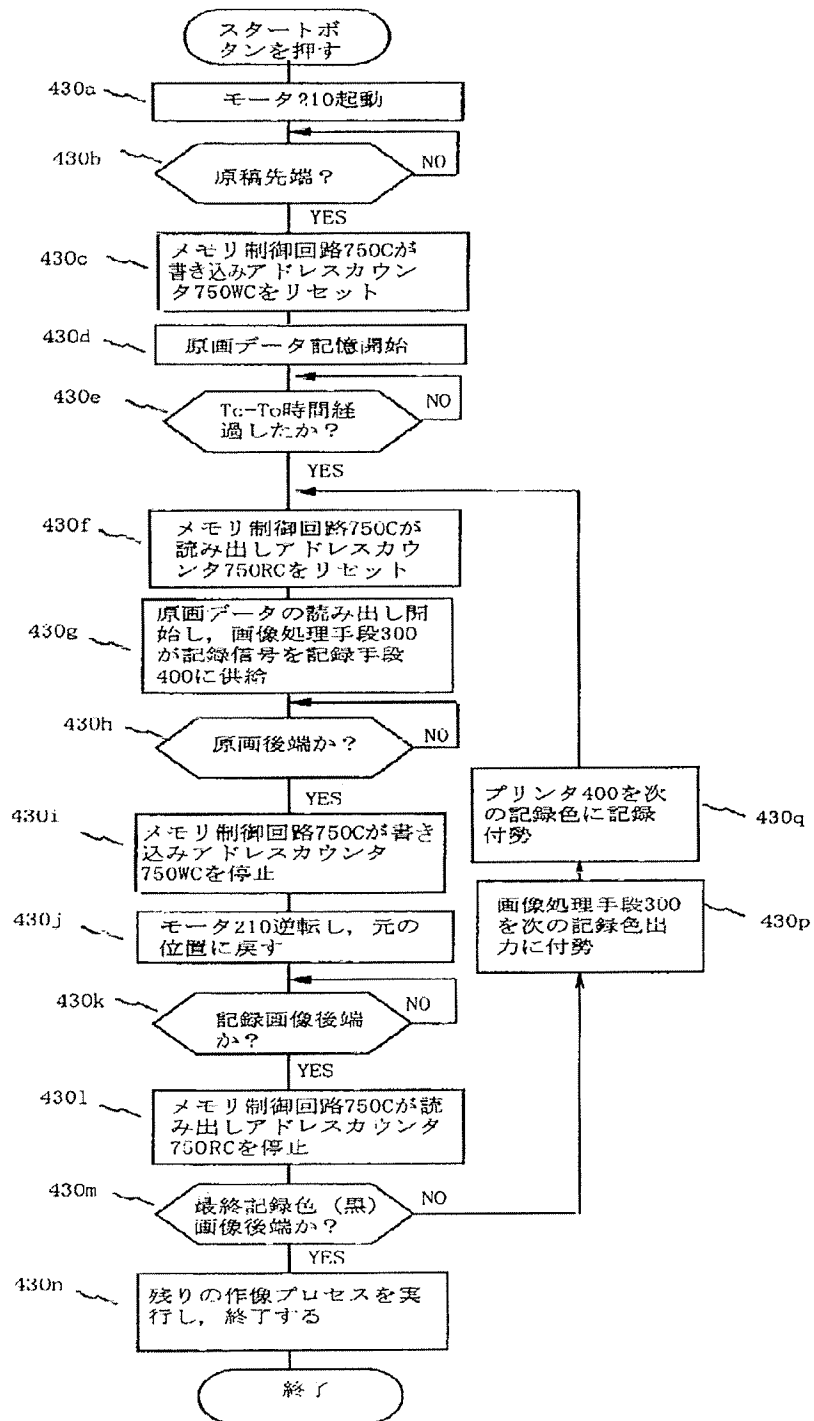 スタートボ
タンを押す
430a
モータ210起動
430b
原稿先端？
NO
YES
430c
メモリ制御回路750Cが
書き込みアドレスカウン
タ750WCをリセット
430d
原画データ記憶開始
430e
Tc-To時間経
過したか？
NO
YES
430f
メモリ制御回路750Cが
読み出しアドレスカウ
ンタ750RCをリセット
430g
原画データの読み出し開
始し，画像処理手段300
が記録信号を記録手段
400に供給
430h
原画後端か？
NO
YES
430i
メモリ制御回路750Cが書き
込みアドレスカウンタ
750WCを停止
430j
モータ210逆転し，元の
位置に戻す
430k
記録画像後端
か？
NO
YES
430l
メモリ制御回路750Cが読
み出しアドレスカウンタ
750RCを停止
430m
最終記録色（黒）
画像後端か？
NO
YES
430n
残りの作像プロセスを実
行し，終了する
終了
プリンタ400を次
の記録色に記録
付勢
430q
画像処理手段300
を次の記録色出
力に付勢
430p